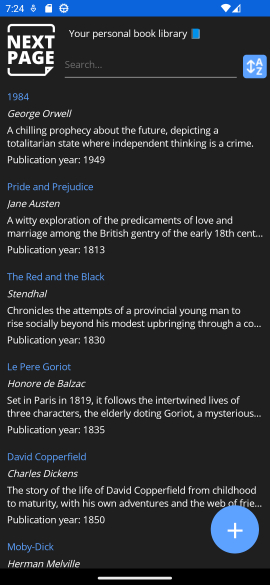 7:24
NEXT
PAGE
Your personal book library
Search...
A
Z
1984
George Orwell
A chilling prophecy about the future, depicting a
totalitarian state where independent thinking is a crime.
Publication year: 1949
Pride and Prejudice
Jane Austen
A witty exploration of the predicaments of love and
marriage among the British gentry of the early 18th cent...
Publication year: 1813
The Red and the Black
Stendhal
Chronicles the attempts of a provincial young man to
rise socially beyond his modest upbringing through a co...
Publication year: 1830
Le Pere Goriot
Honore de Balzac
Set in Paris in 1819, it follows the intertwined lives of
three characters, the elderly doting Goriot, a mysterious...
Publication year: 1835
David Copperfield
Charles Dickens
The story of the life of David Copperfield from childhood
to maturity, with his own adventures and the web of frie...
Publication year: 1850
Moby-Dick
Herman Melville